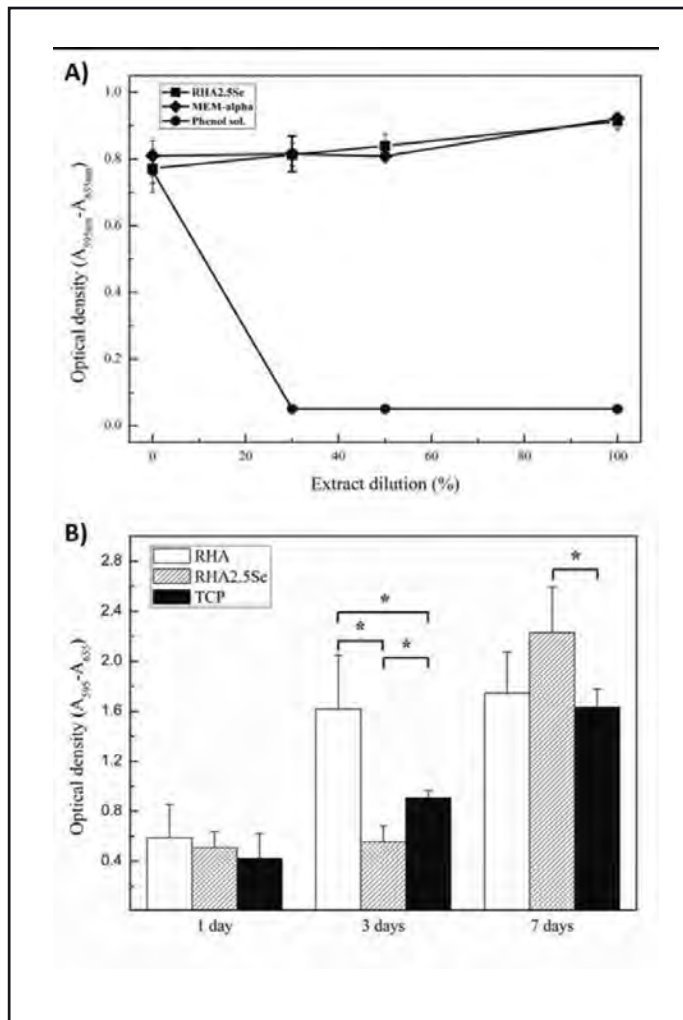 A)
RHA2.5Se
MEM-alpha
Phenol sol.
1.0
0.8
0.6
0.4
0.2
0.0
Optical density (A595nm-A655nm)
0 20 40 60 80 100
Extract dilution (%)
B)
RHA
RHA2.5Se
TCP
2.8
2.4
2.0
1.6
1.2
0.8
0.4
Optical density (A595-A655)
*
*
* *
1 day 3 days 7 days